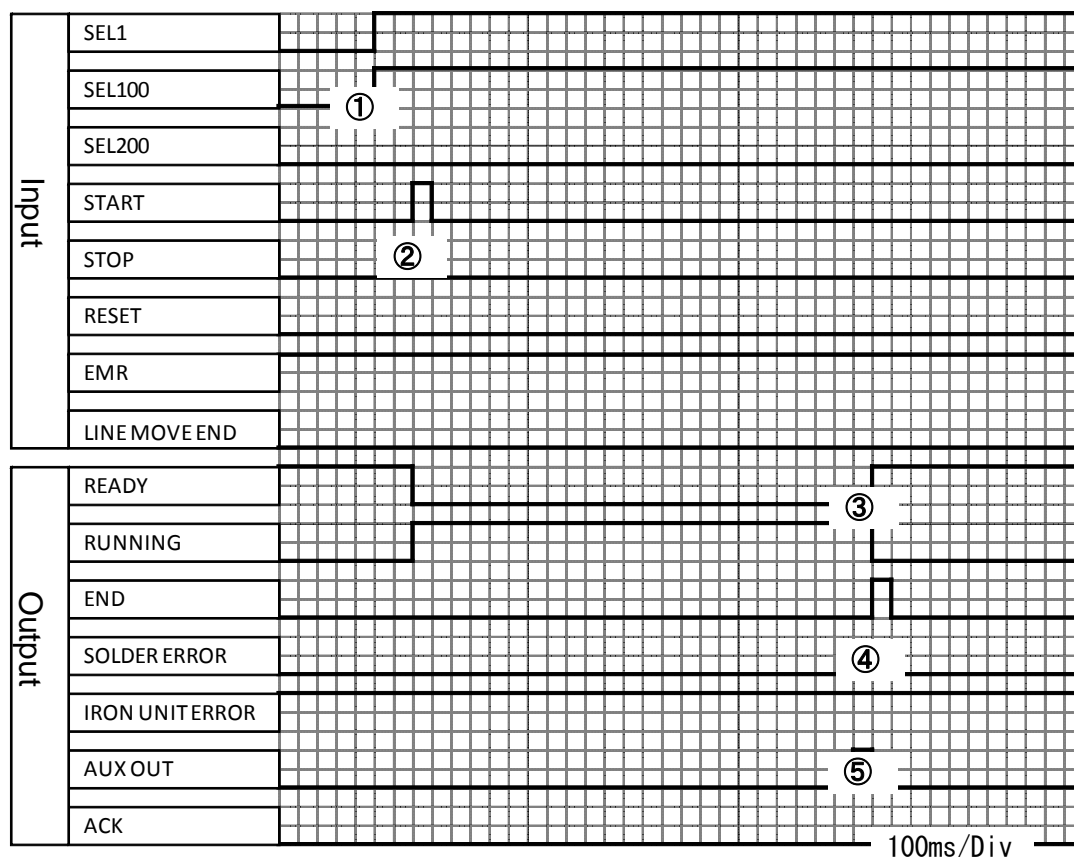 Input
SEL1
SEL100
①
SEL200
START
STOP
②
RESET
EMR
LINE MOVE END
Output
READY
③
RUNNING
END
SOLDER ERROR
④
IRON UNIT ERROR
AUX OUT
⑤
ACK
100ms/Div